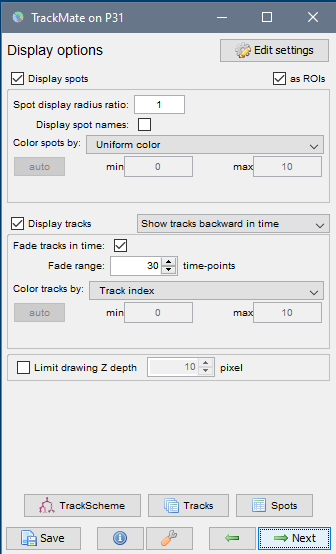 TrackMate on P31
Display options
Edit settings
Display spots
as ROIs
Spot display radius ratio: 1
Display spot names:
Color spots by: Uniform color
auto min 0 max 10
Display tracks Show tracks backward in time
Fade tracks in time:
Fade range: 30 time-points
Color tracks by: Track index
auto min 0 max 10
Limit drawing Z depth 10 pixel
TrackScheme Tracks Spots
Save Next